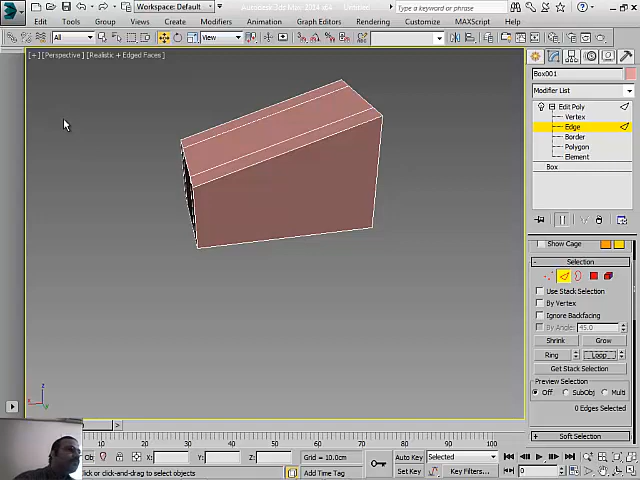 Workspace: Default
Autodesk 3ds Max 2014 x64 Untitled
Type a keyword or phrase
Edit Tools Group Views Create Modifiers Animation Graph Editors Rendering Customize MAXScript Help
All View
[+] [Perspective] [Realistic + Edged Faces]
Box001
Modifier List
Edit Poly
Vertex
Edge
Border
Polygon
Element
Box
Show Cage
Selection
Use Stack Selection
By Vertex
Ignore Backfacing
By Angle: 45.0
Shrink Grow
Ring Loop
Get Stack Selection
Preview Selection
Off SubObj Multi
0 Edges Selected
Soft Selection
10 20 30 40 50 60 70 80 90 100
X: Y: Z: Grid = 10.0cm Auto Key Selected
click or click-and-drag to select objects Add Time Tag Set Key Key Filters... 0